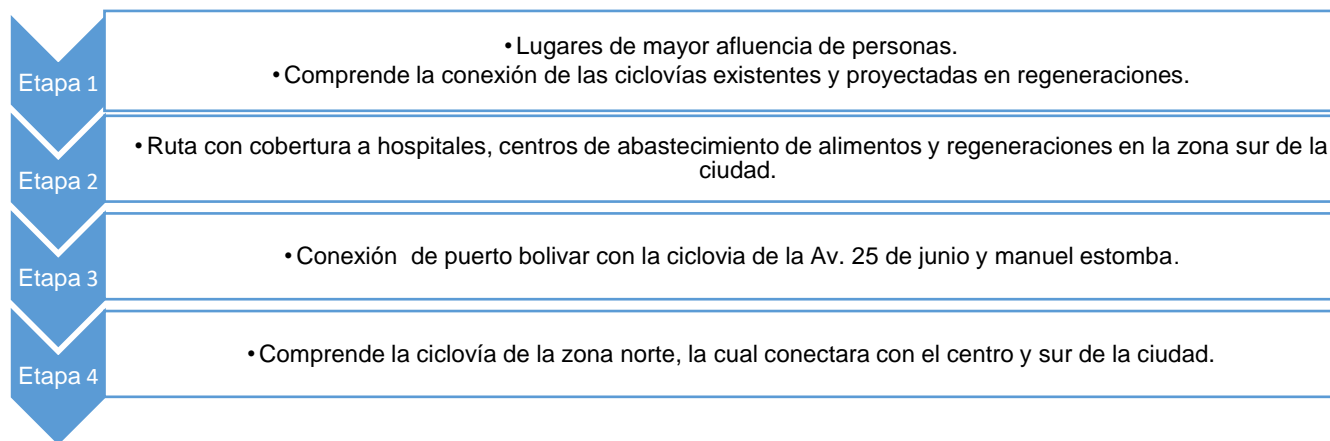 Etapa 1
•Lugares de mayor afluencia de personas.
•Comprende la conexión de las ciclovías existentes y proyectadas en regeneraciones.
Etapa 2
•Ruta con cobertura a hospitales, centros de abastecimiento de alimentos y regeneraciones en la zona sur de la
ciudad.
Etapa 3
•Conexión de puerto bolivar con la ciclovia de la Av. 25 de junio y manuel estomba.
Etapa 4
•Comprende la ciclovía de la zona norte, la cual conectara con el centro y sur de la ciudad.